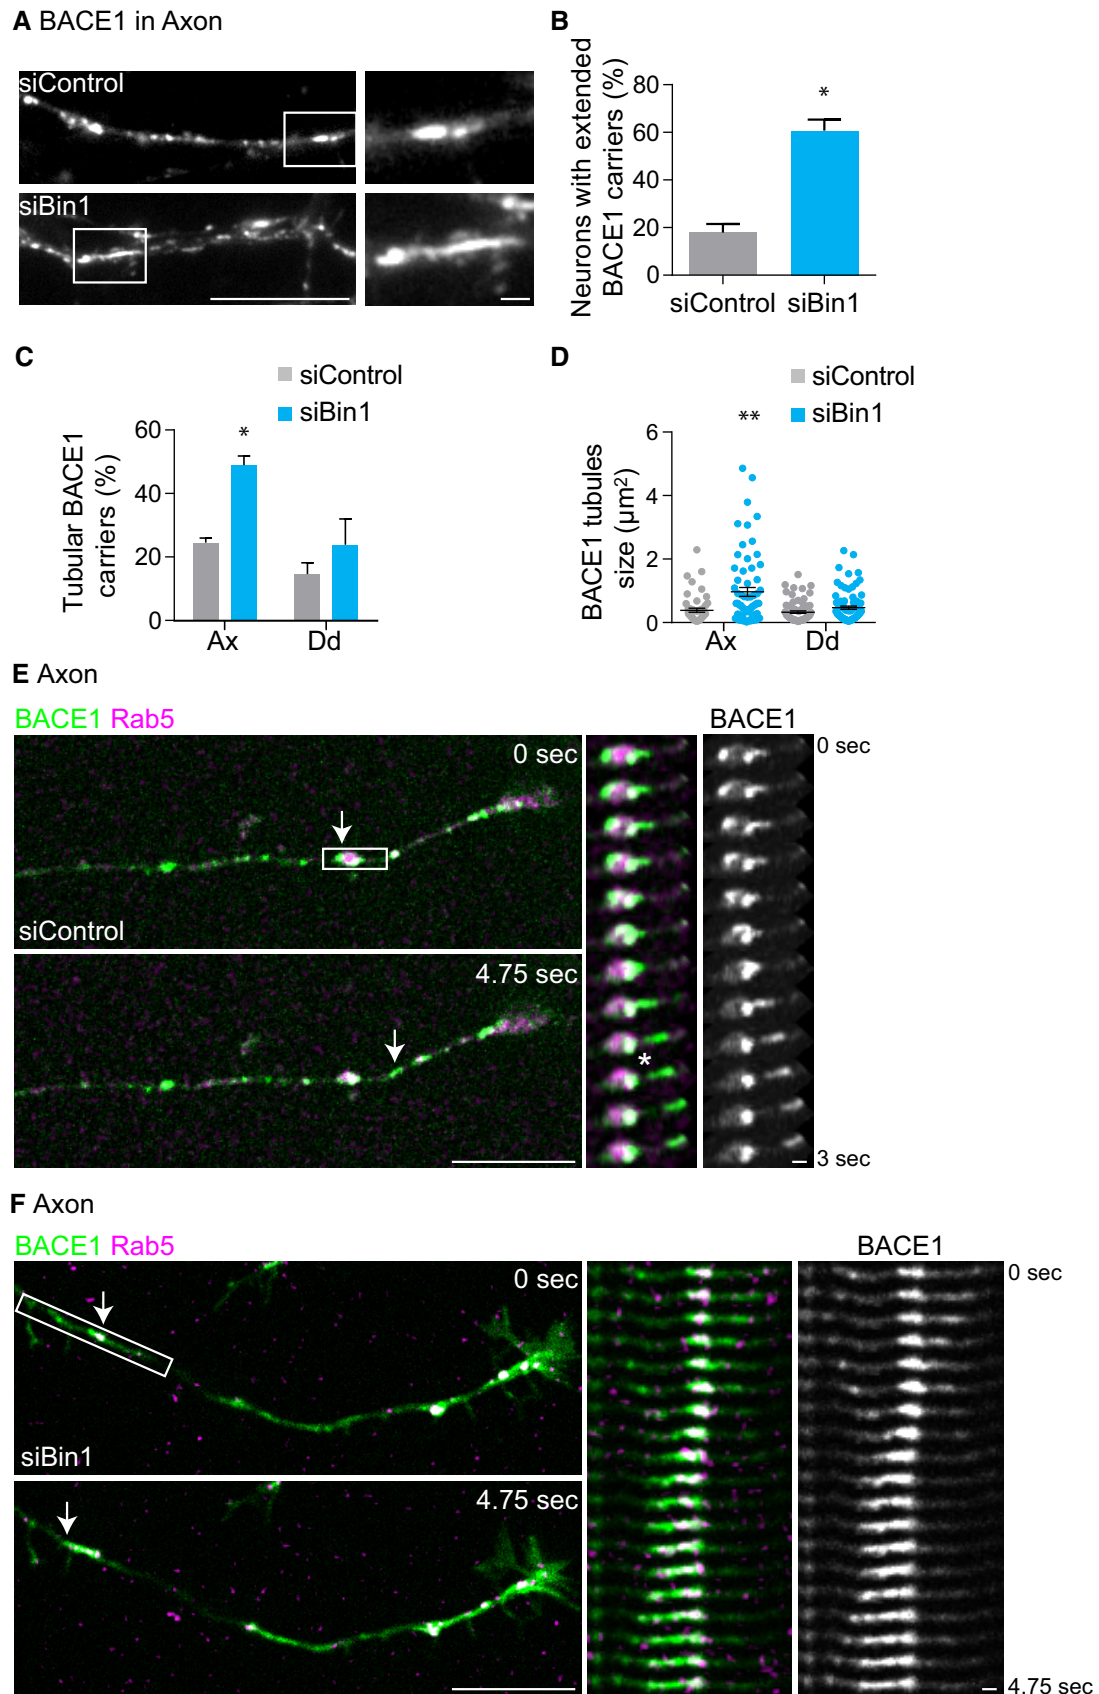 A BACE1 in Axon
siControl
siBin1
B
Neurons with extended
BACE1 carriers (%)
80
60
40
20
0
*
siControl siBin1
C
siControl
siBin1
Tubular BACE1
carriers (%)
60
40
20
0
*
Ax Dd
D
siControl
siBin1
BACE1 tubules
size (µm²)
6
4
2
0
**
Ax Dd
E Axon
BACE1 Rab5
BACE1
0 sec
siControl
4.75 sec
*
0 sec
3 sec
F Axon
BACE1 Rab5
BACE1
0 sec
siBin1
4.75 sec
0 sec
4.75 sec